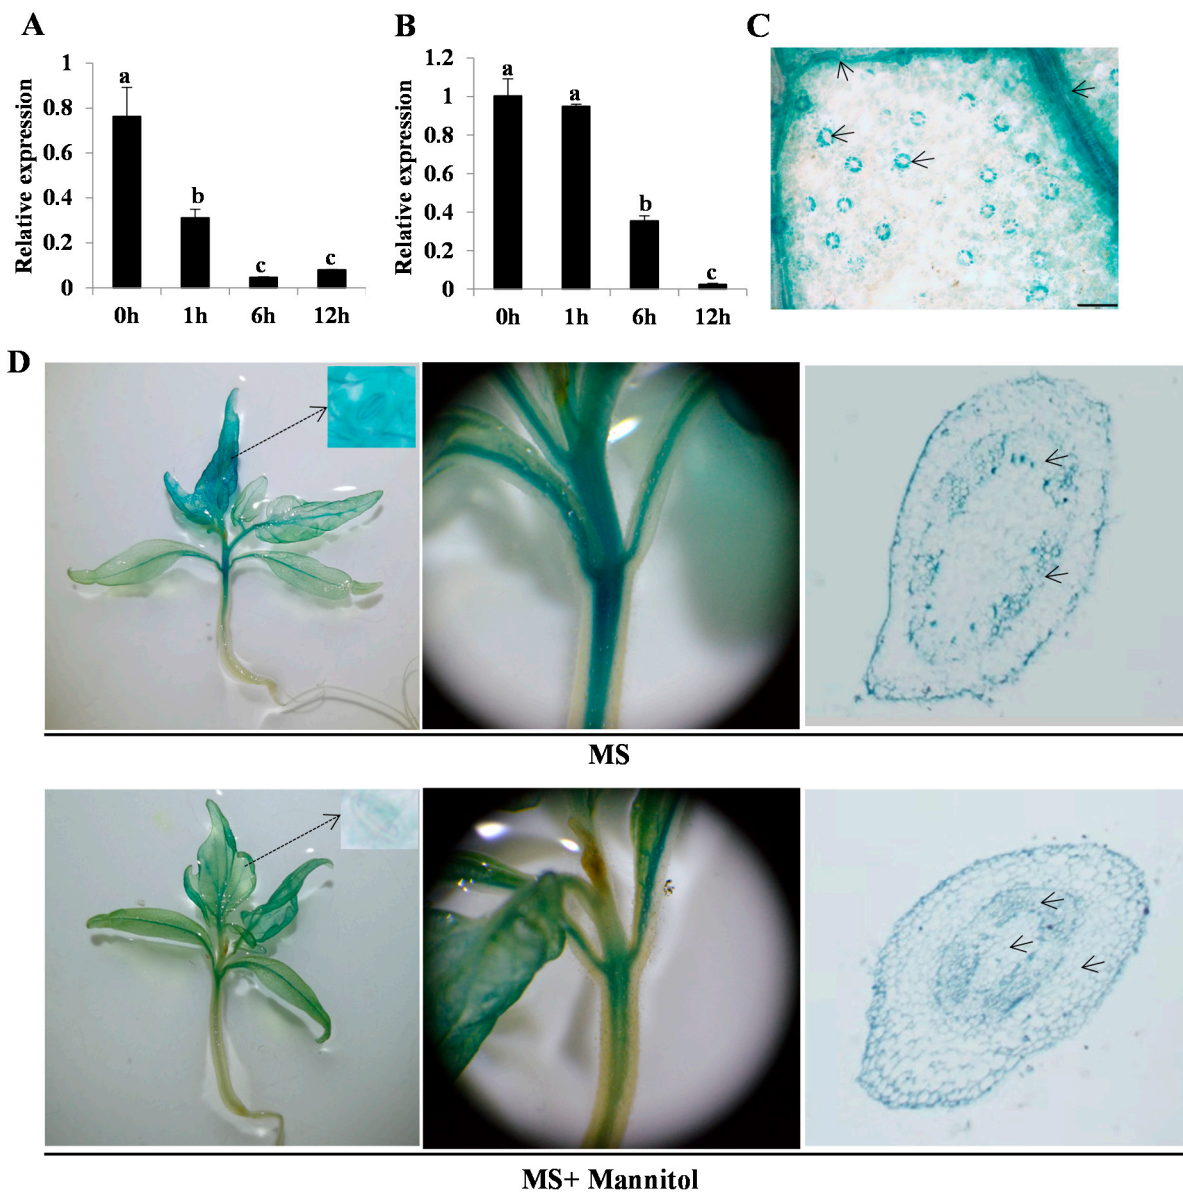 A
Relative expression
1
0.8
0.6
0.4
0.2
0
a
b
c
c
0h 1h 6h 12h
B
Relative expression
1.2
1
0.8
0.6
0.4
0.2
0
a
a
b
c
0h 1h 6h 12h
C
D
MS
MS+ Mannitol